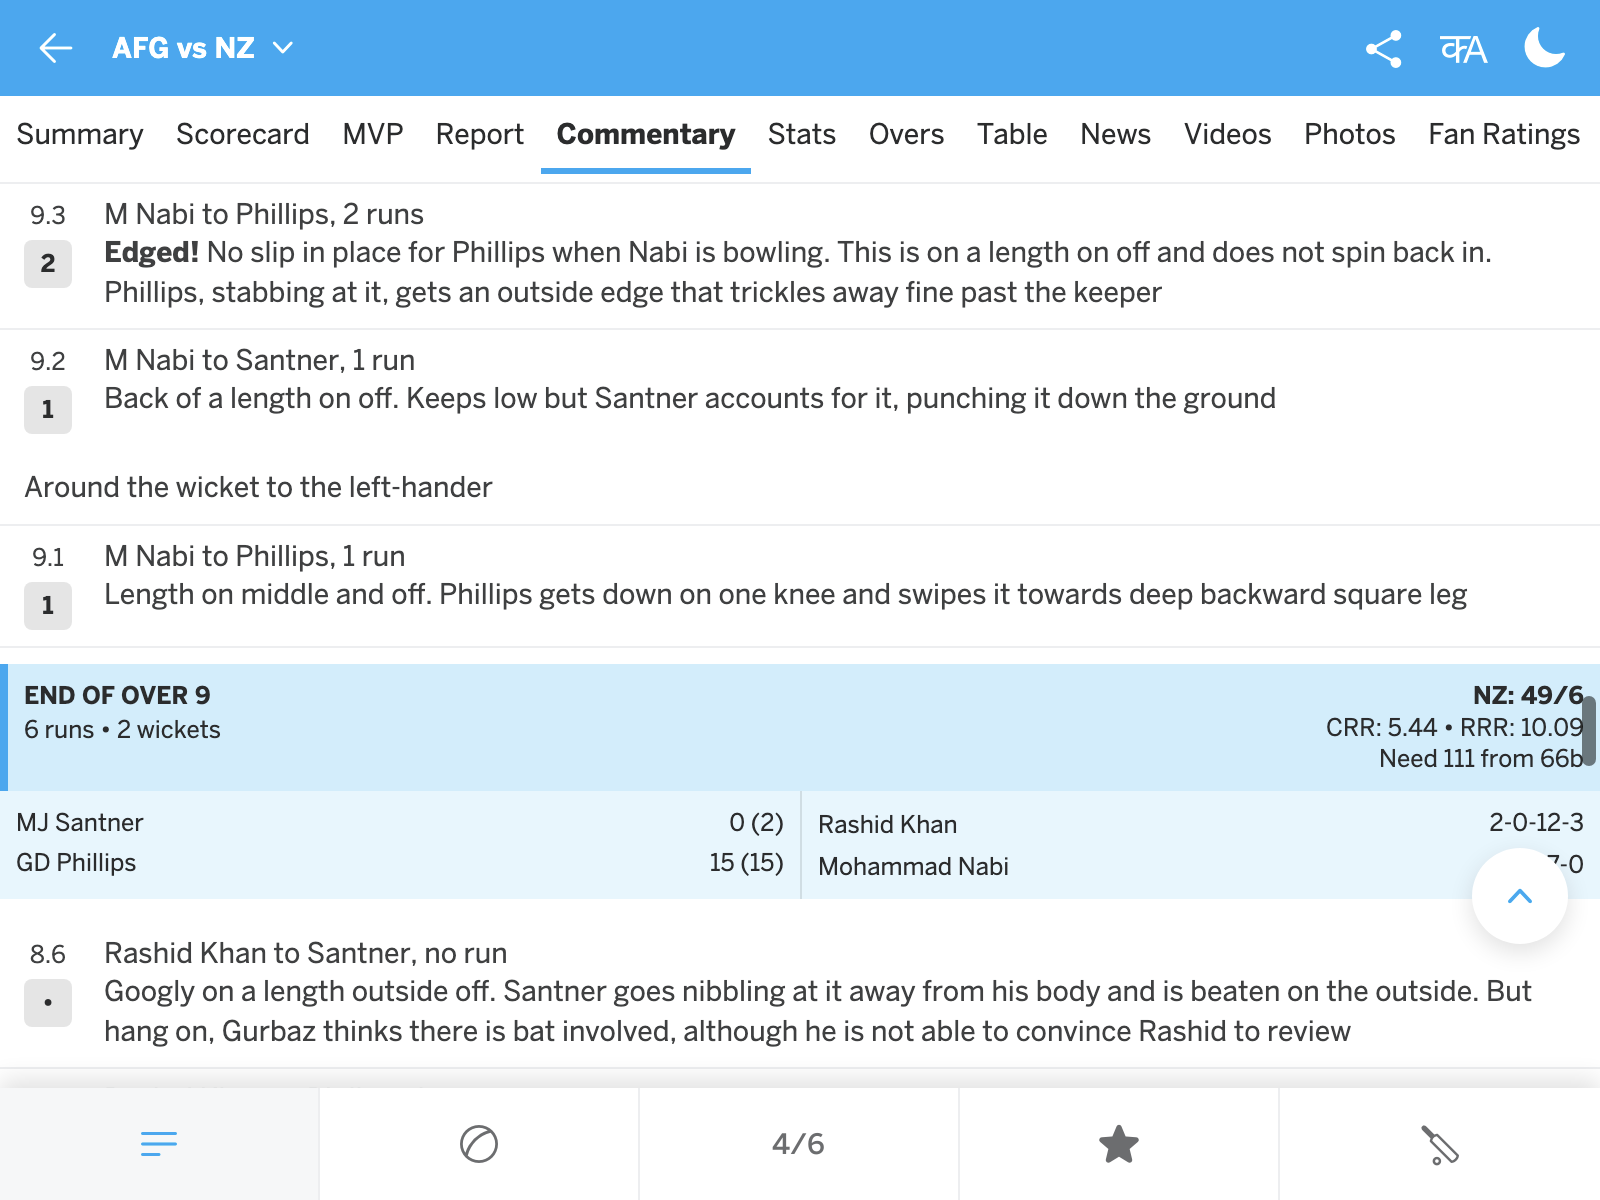 AFG vs NZ
कA
Summary Scorecard MVP Report Commentary Stats Overs Table News Videos Photos Fan Ratings
9.3 M Nabi to Phillips, 2 runs
2 Edged! No slip in place for Phillips when Nabi is bowling. This is on a length on off and does not spin back in.
Phillips, stabbing at it, gets an outside edge that trickles away fine past the keeper
9.2 M Nabi to Santner, 1 run
1 Back of a length on off. Keeps low but Santner accounts for it, punching it down the ground
Around the wicket to the left-hander
9.1 M Nabi to Phillips, 1 run
1 Length on middle and off. Phillips gets down on one knee and swipes it towards deep backward square leg
END OF OVER 9 NZ: 49/6
6 runs • 2 wickets CRR: 5.44 • RRR: 10.09
Need 111 from 66b
MJ Santner 0 (2) Rashid Khan 2-0-12-3
GD Phillips 15 (15) Mohammad Nabi 7-0
8.6 Rashid Khan to Santner, no run
• Googly on a length outside off. Santner goes nibbling at it away from his body and is beaten on the outside. But
hang on, Gurbaz thinks there is bat involved, although he is not able to convince Rashid to review
4/6